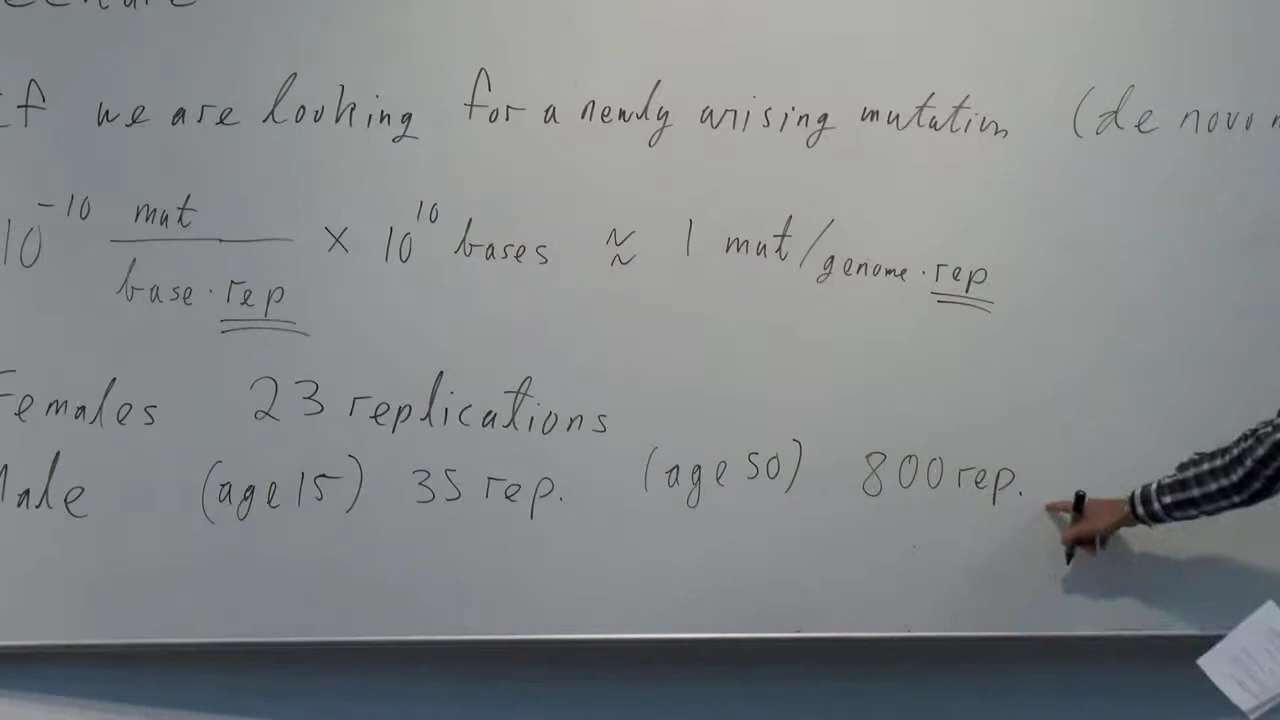 If we are looking for a newly arising mutation (de novo
10^-10 mut/base·rep × 10^10 bases ≈ 1 mut/genome·rep
Females 23 replications
Male (age 15) 35 rep. (age 50) 800 rep.